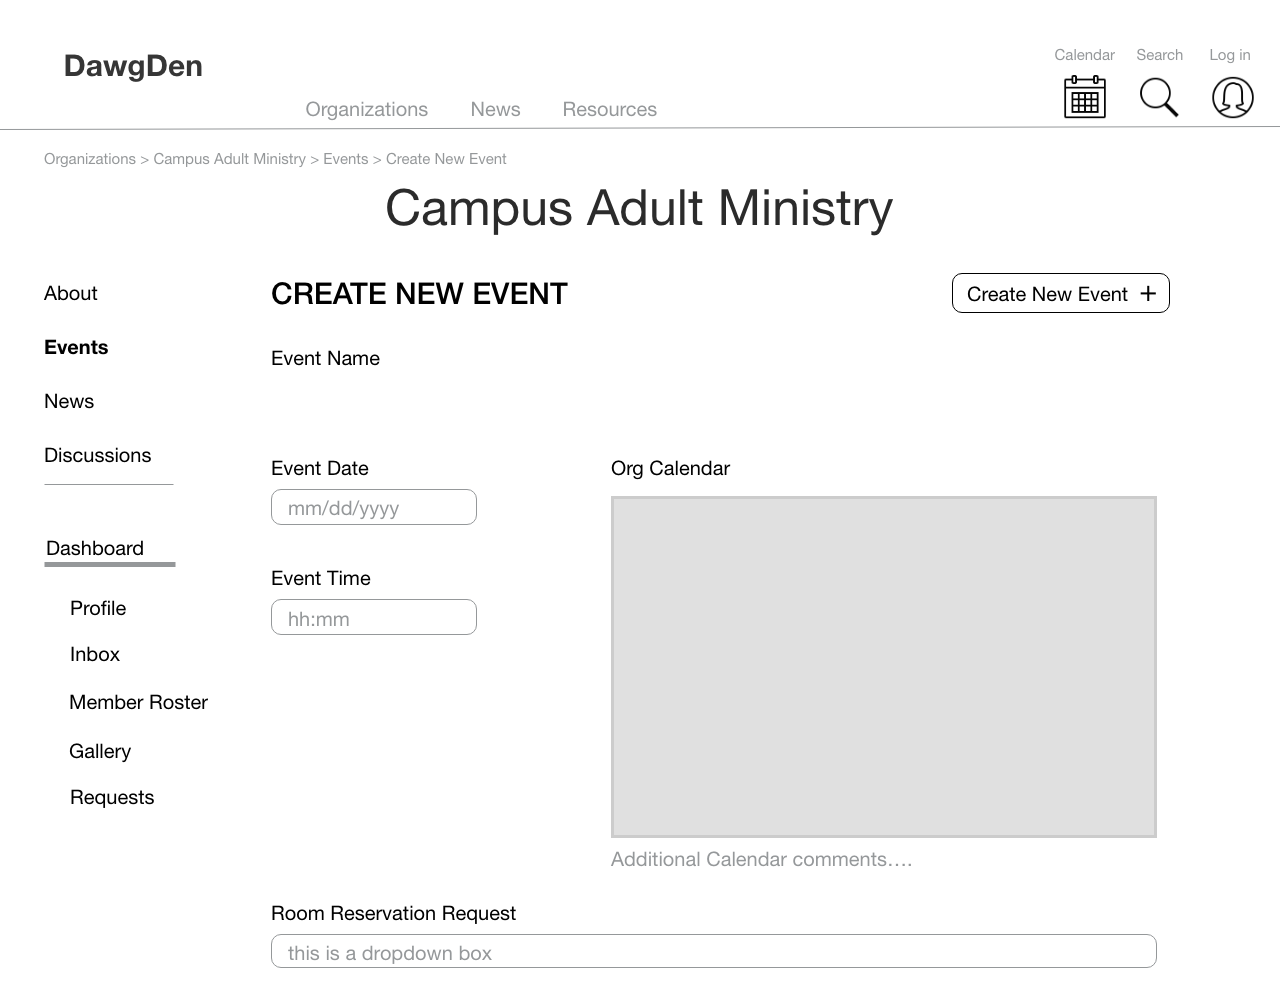 DawgDen
Calendar
Search
Log in
Organizations
News
Resources
Organizations > Campus Adult Ministry > Events > Create New Event
Campus Adult Ministry
About
Events
News
Discussions
Dashboard
Profile
Inbox
Member Roster
Gallery
Requests
CREATE NEW EVENT
Create New Event +
Event Name
Event Date
mm/dd/yyyy
Event Time
hh:mm
Org Calendar
Additional Calendar comments….
Room Reservation Request
this is a dropdown box